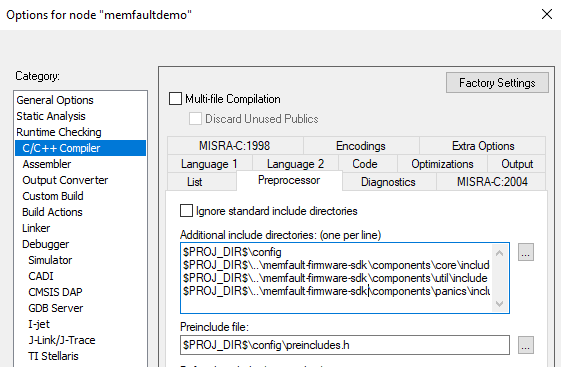 Options for node "memfaultdemo"
Category:
General Options
Static Analysis
Runtime Checking
C/C++ Compiler
Assembler
Output Converter
Custom Build
Build Actions
Linker
Debugger
Simulator
CADI
CMSIS DAP
GDB Server
I-jet
J-Link/J-Trace
TI Stellaris
Factory Settings
Multi-file Compilation
Discard Unused Publics
MISRA-C:1998 Encodings Extra Options
Language 1 Language 2 Code Optimizations Output
List Preprocessor Diagnostics MISRA-C:2004
Ignore standard include directories
Additional include directories: (one per line)
$PROJ_DIR$\config
$PROJ_DIR$\..\memfault-firmware-sdk\components\core\includ
$PROJ_DIR$\..\memfault-firmware-sdk\components\util\include
$PROJ_DIR$\..\memfault-firmware-sdk\components\panics\inclu
...
Preinclude file:
$PROJ_DIR$\config\preincludes.h
...